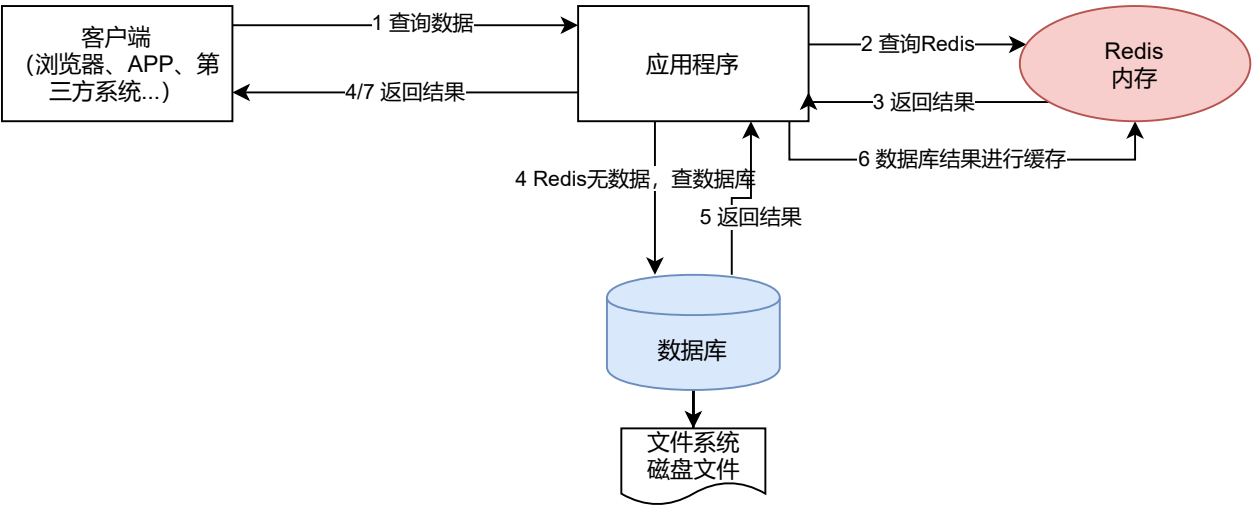 客户端
（浏览器、APP、第
三方系统...）
1 查询数据
应用程序
2 查询Redis
Redis
内存
4/7 返回结果
3 返回结果
6 数据库结果进行缓存
4 Redis无数据，查数据库
5 返回结果
数据库
文件系统
磁盘文件